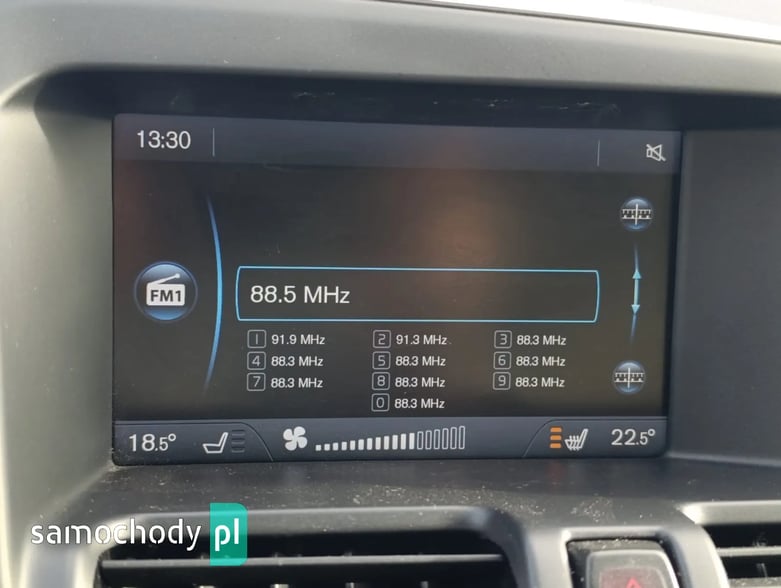 13:30
FM1
88.5 MHz
1 91.9 MHz 2 91.3 MHz 3 88.3 MHz
4 88.3 MHz 5 88.3 MHz 6 88.3 MHz
7 88.3 MHz 8 88.3 MHz 9 88.3 MHz
0 88.3 MHz
18.5° 22.5°
samochody pl